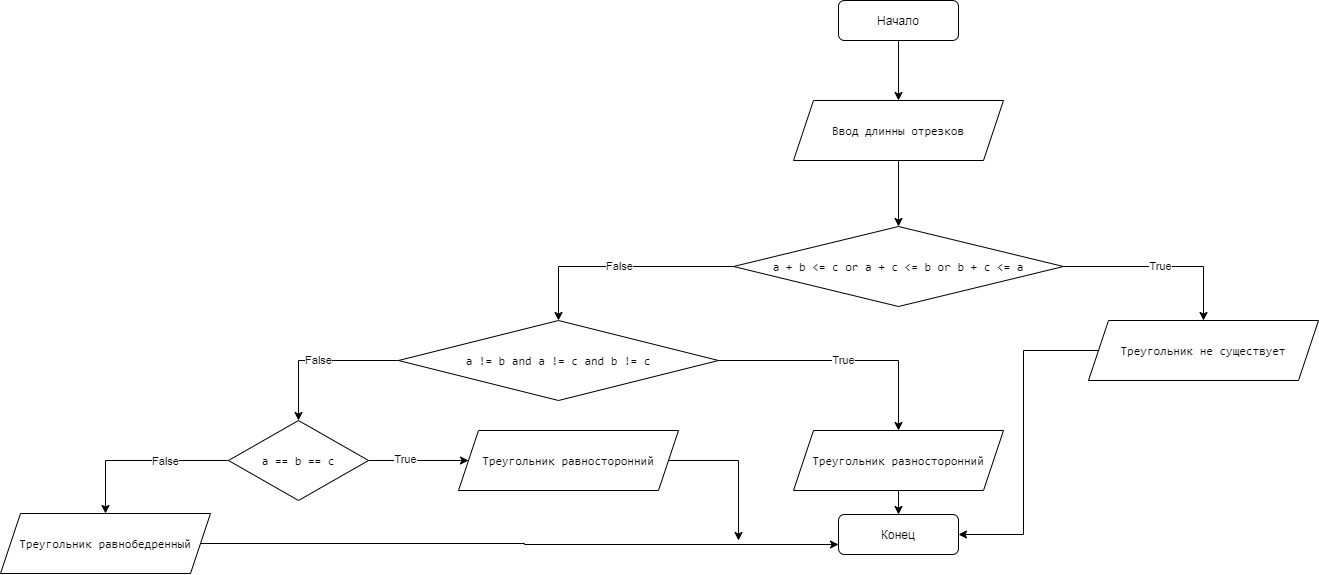 Начало
Ввод длинны отрезков
a + b <= c or a + c <= b or b + c <= a
False
True
a != b and a != c and b != c
Треугольник не существует
False
True
a == b == c
Треугольник равносторонний
Треугольник разносторонний
False
True
Треугольник равнобедренный
Конец